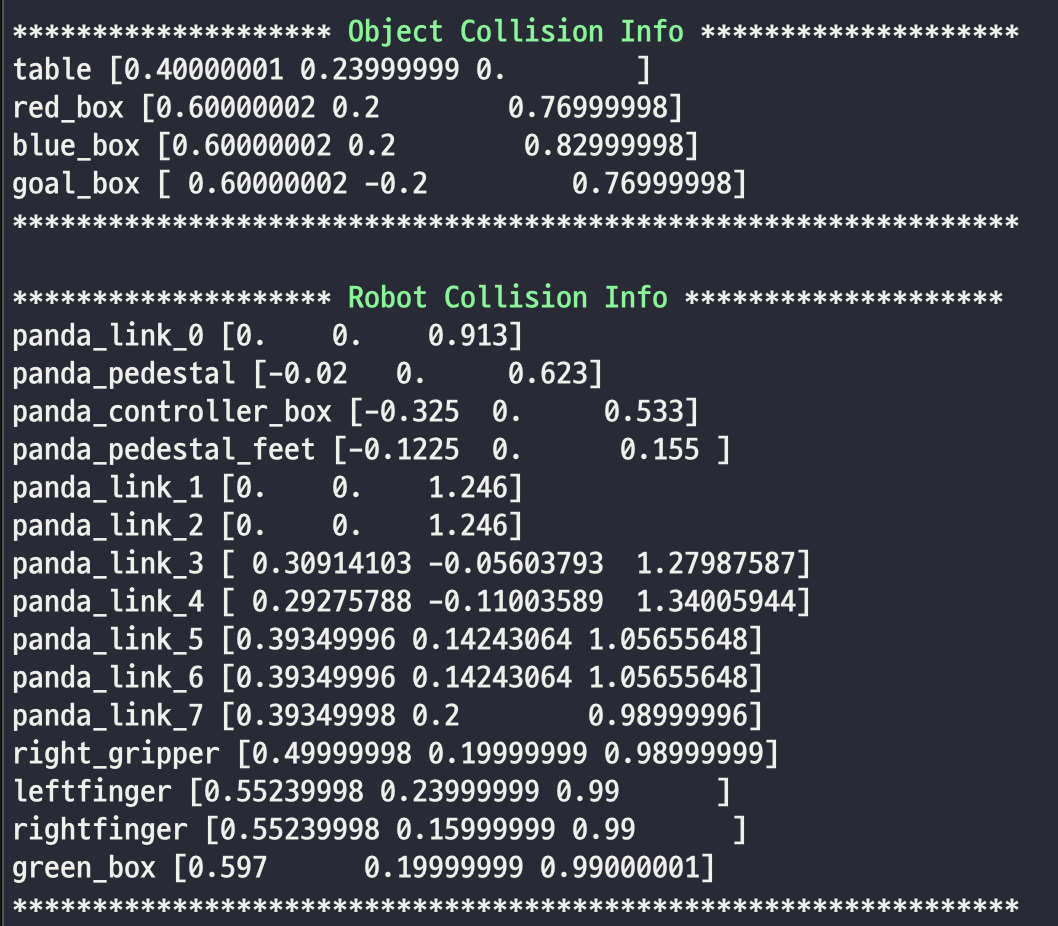 ******************** Object Collision Info ********************
table [0.40000001 0.23999999 0.        ]
red_box [0.60000002 0.2        0.76999998]
blue_box [0.60000002 0.2        0.82999998]
goal_box [ 0.60000002 -0.2         0.76999998]
***************************************************************
******************** Robot Collision Info ********************
panda_link_0 [0.    0.    0.913]
panda_pedestal [-0.02   0.     0.623]
panda_controller_box [-0.325  0.     0.533]
panda_pedestal_feet [-0.1225  0.      0.155 ]
panda_link_1 [0.    0.    1.246]
panda_link_2 [0.    0.    1.246]
panda_link_3 [ 0.30914103 -0.05603793  1.27987587]
panda_link_4 [ 0.29275788 -0.11003589  1.34005944]
panda_link_5 [0.39349996 0.14243064 1.05655648]
panda_link_6 [0.39349996 0.14243064 1.05655648]
panda_link_7 [0.39349998 0.2        0.98999996]
right_gripper [0.49999998 0.19999999 0.98999999]
leftfinger [0.55239998 0.23999999 0.99      ]
rightfinger [0.55239998 0.15999999 0.99      ]
green_box [0.597      0.19999999 0.99000001]
***************************************************************